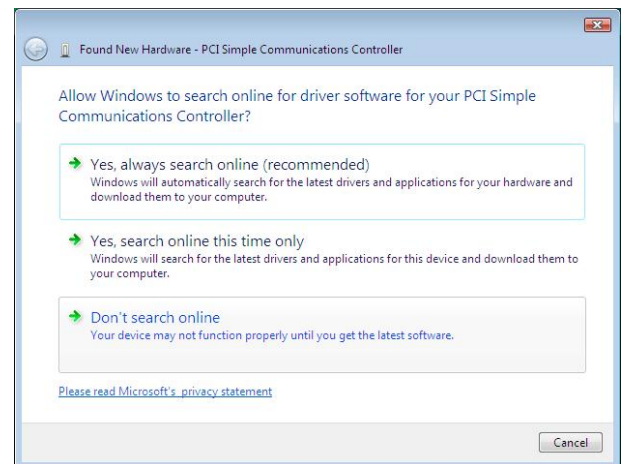 Found New Hardware - PCI Simple Communications Controller
Allow Windows to search online for driver software for your PCI Simple
Communications Controller?
Yes, always search online (recommended)
Windows will automatically search for the latest drivers and applications for your hardware and
download them to your computer.
Yes, search online this time only
Windows will search for the latest drivers and applications for this device and download them to
your computer.
Don't search online
Your device may not function properly until you get the latest software.
Please read Microsoft's privacy statement
Cancel